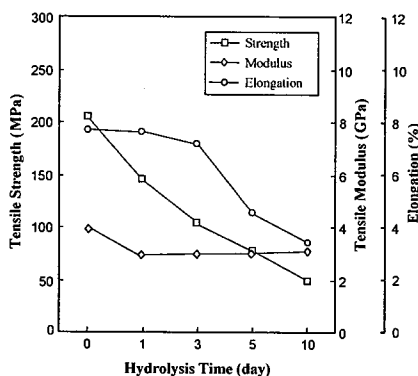 300
250
200
150
100
50
0
Tensile Strength (MPa)
Strength
Modulus
Elongation
12
10
8
6
4
2
0
Tensile Modulus (GPa)
12
10
8
6
4
2
0
Elongation (%)
0 1 3 5 10
Hydrolysis Time (day)